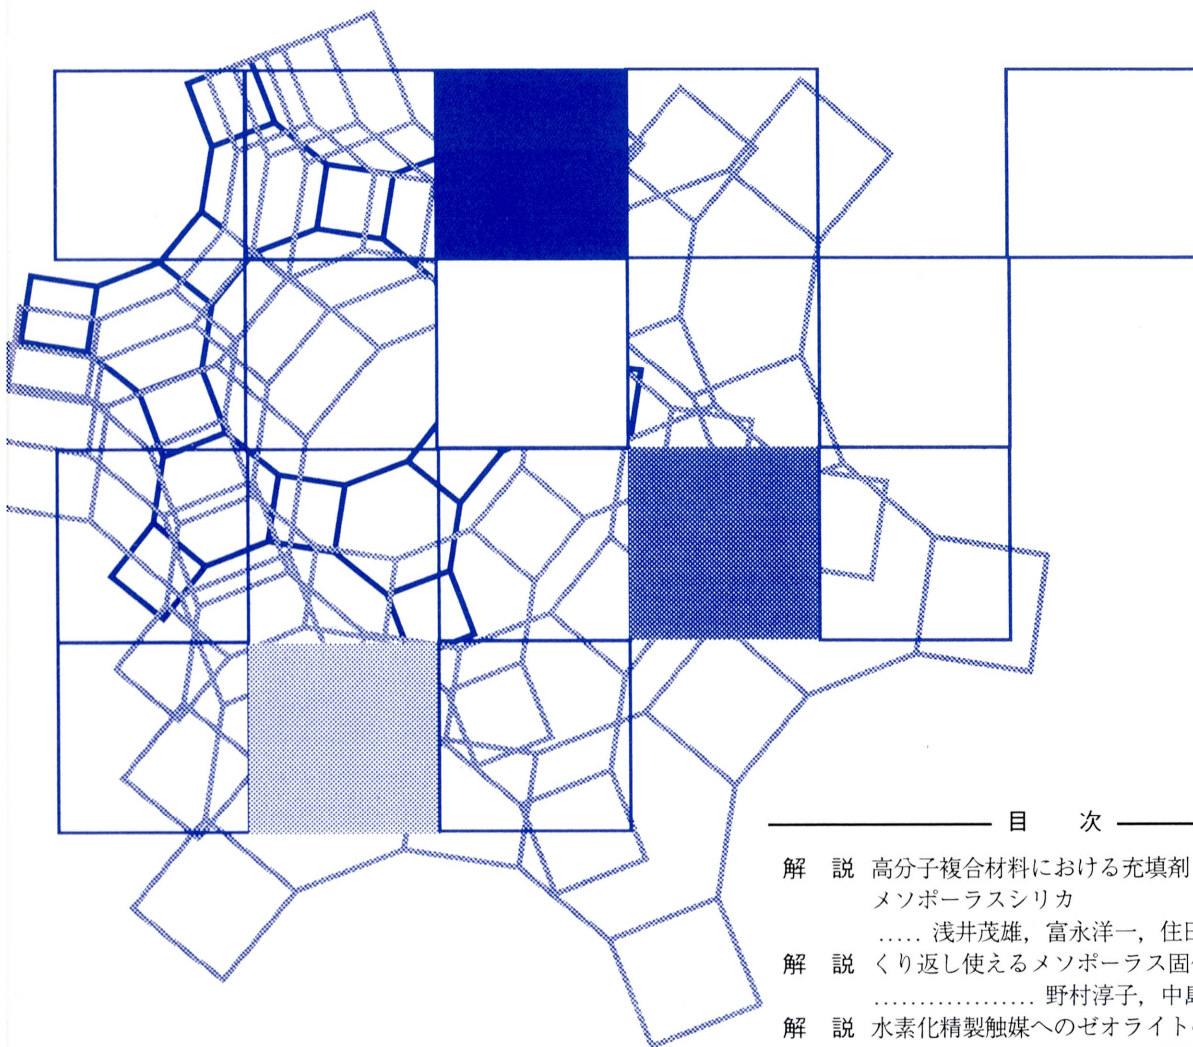 目 次
解 説 高分子複合材料における充填剤
メソポーラスシリカ
..... 浅井茂雄，富永洋一，住
解 説 くり返し使えるメソポーラス固
.................. 野村淳子，中
解 説 水素化精製触媒へのゼオライト